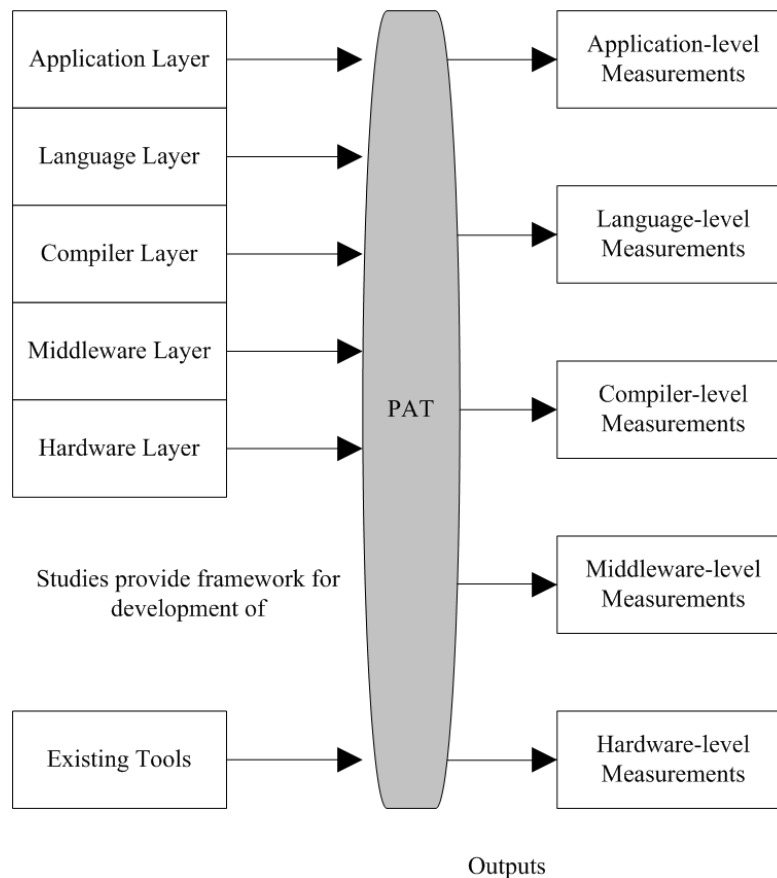 Application Layer
Language Layer
Compiler Layer
Middleware Layer
Hardware Layer
Studies provide framework for
development of
Existing Tools
PAT
Application-level
Measurements
Language-level
Measurements
Compiler-level
Measurements
Middleware-level
Measurements
Hardware-level
Measurements
Outputs